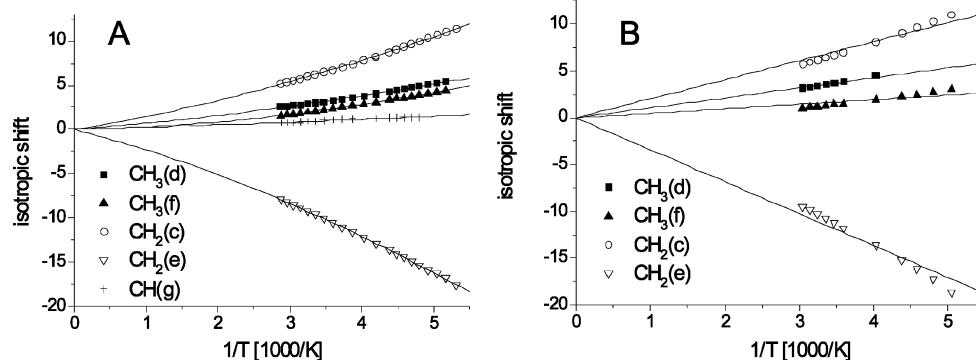 A
10
5
0
-5
-10
-15
-20
isotropic shift
CH3(d)
CH3(f)
CH2(c)
CH2(e)
CH(g)
0 1 2 3 4 5
1/T [1000/K]
B
10
5
0
-5
-10
-15
-20
isotropic shift
CH3(d)
CH3(f)
CH2(c)
CH2(e)
0 1 2 3 4 5
1/T [1000/K]